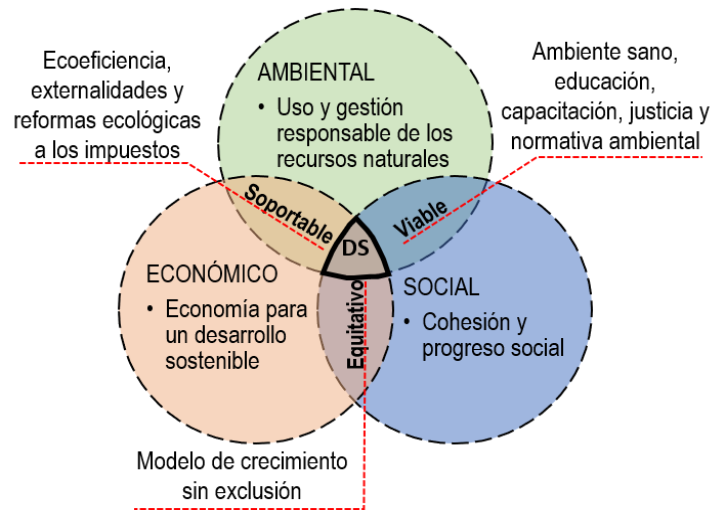 Ecoeficiencia,
externalidades y
reformas ecológicas
a los impuestos
AMBIENTAL
• Uso y gestión
responsable de los
recursos naturales
Ambiente sano,
educación,
capacitación, justicia y
normativa ambiental
Soportable
Viable
DS
Equitativo
ECONÓMICO
• Economía para
un desarrollo
sostenible
SOCIAL
• Cohesión y
progreso social
Modelo de crecimiento
sin exclusión